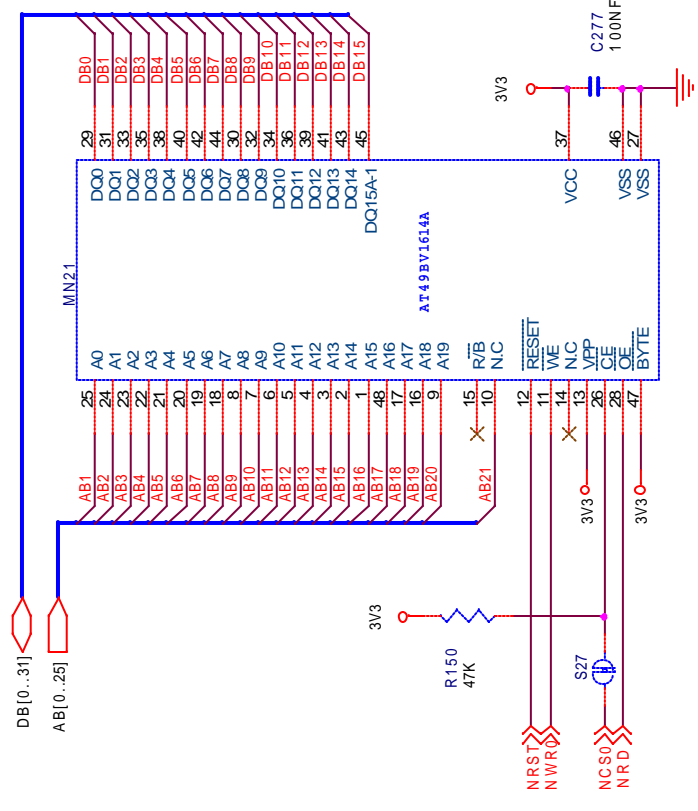 DB[0..31]
AB[0..25]
MN21
AB1 25 A0 DQ0 29 DB0
AB2 24 A1 DQ1 31 DB1
AB3 23 A2 DQ2 33 DB2
AB4 22 A3 DQ3 35 DB3
AB5 21 A4 DQ4 38 DB4
AB6 20 A5 DQ5 40 DB5
AB7 19 A6 DQ6 42 DB6
AB8 18 A7 DQ7 44 DB7
AB9 8 A8 DQ8 30 DB8
AB10 7 A9 DQ9 32 DB9
AB11 6 A10 DQ10 34 DB10
AB12 5 A11 DQ11 36 DB11
AB13 4 A12 DQ12 39 DB12
AB14 3 A13 DQ13 41 DB13
AB15 2 A14 DQ14 43 DB14
AB16 1 A15 DQ15A-1 45 DB15
AB17 48 A16
AB18 17 A17
AB19 16 A18
AB20 9 A19
AT49BV1614A
15 R/B
AB21 10 N.C
3V3
R150
47K
NRST 12 RESET
NWR0 11 WE
14 N.C
3V3 13 VPP
NCS0 S27 26 CE
NRD 28 OE
3V3 47 BYTE
VCC 37 3V3
VSS 46
VSS 27
C277
100NF